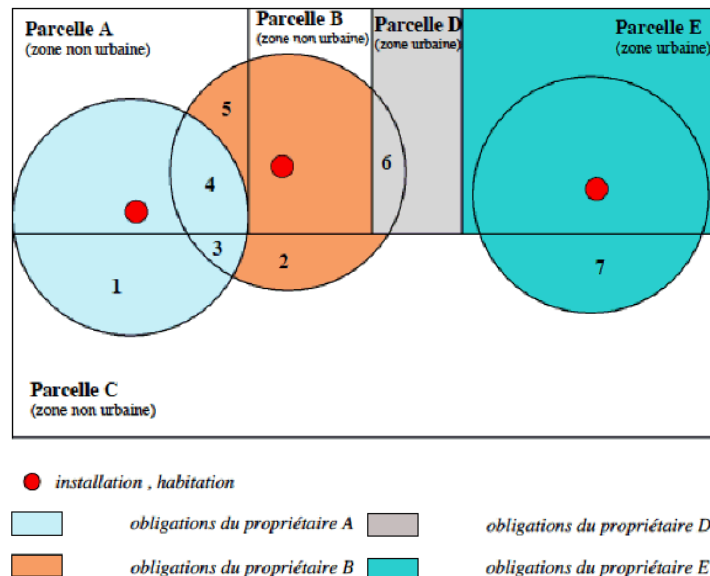 Parcelle A
(zone non urbaine)
Parcelle B
(zone non urbaine)
Parcelle D
(zone urbaine)
Parcelle E
(zone urbaine)
5
4
6
3
2
1
7
Parcelle C
(zone non urbaine)
installation , habitation
obligations du propriétaire A
obligations du propriétaire D
obligations du propriétaire B
obligations du propriétaire E